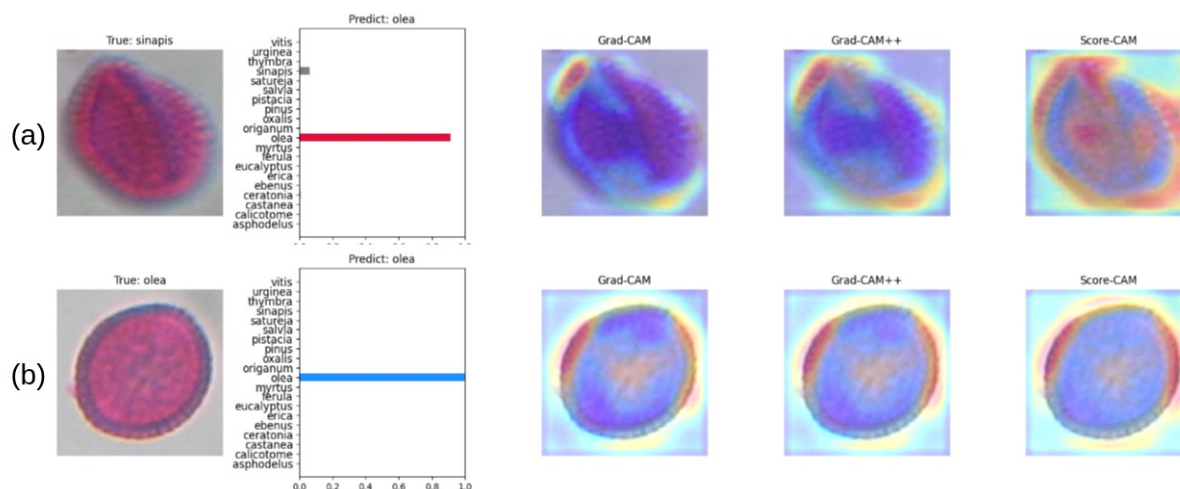 Predict: olea
True: sinapis
Grad-CAM
Grad-CAM++
Score-CAM
(a)
vitis
urginea
thymbra
sinapis
satureja
salvia
pistacia
pinus
oxalis
origanum
olea
myrtus
ferula
eucalyptus
erica
ebenus
ceratonia
castanea
calicotome
asphodelus
Predict: olea
True: olea
Grad-CAM
Grad-CAM++
Score-CAM
(b)
vitis
urginea
thymbra
sinapis
satureja
salvia
pistacia
pinus
oxalis
origanum
olea
myrtus
ferula
eucalyptus
erica
ebenus
ceratonia
castanea
calicotome
asphodelus
0.0 0.2 0.4 0.6 0.8 1.0